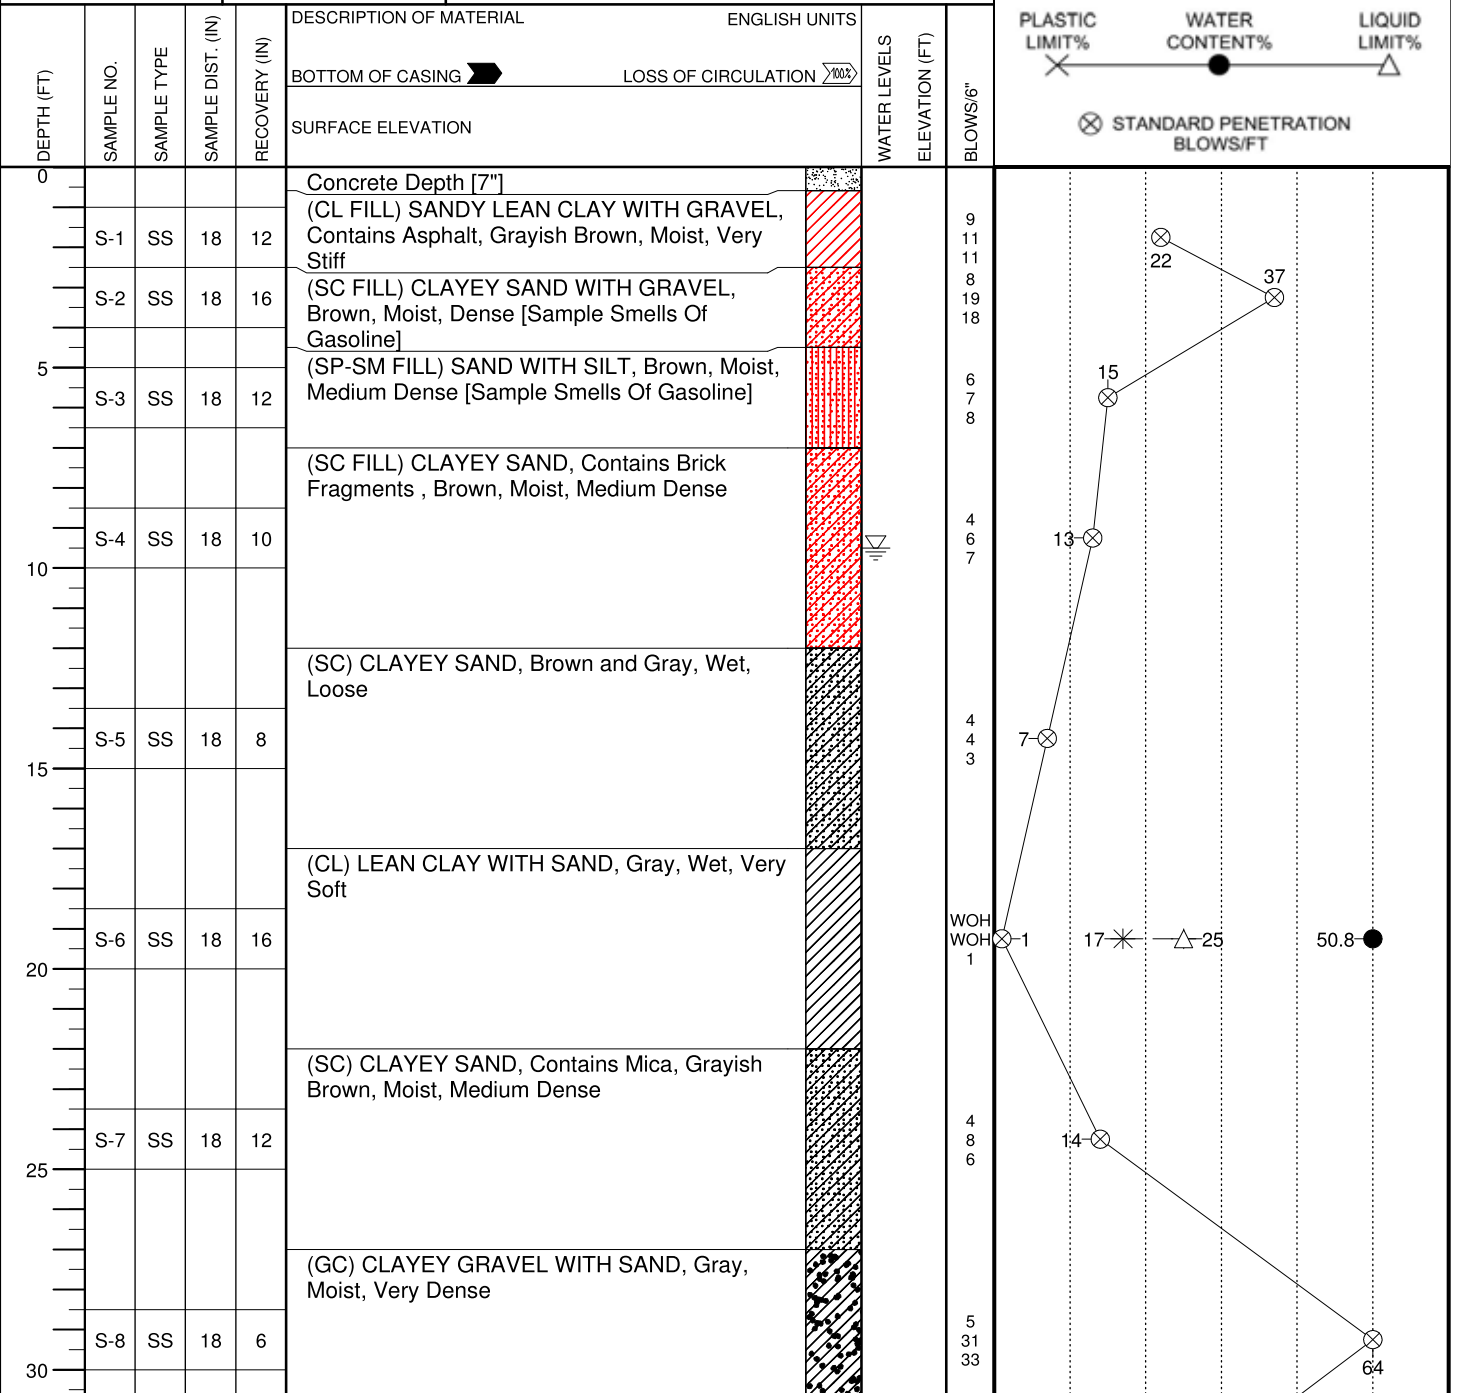 DEPTH (FT)
SAMPLE NO.
SAMPLE TYPE
SAMPLE DIST. (IN)
RECOVERY (IN)
DESCRIPTION OF MATERIAL ENGLISH UNITS
BOTTOM OF CASING LOSS OF CIRCULATION 100%
SURFACE ELEVATION
WATER LEVELS
ELEVATION (FT)
BLOWS/6"
PLASTIC WATER LIQUID
LIMIT% CONTENT% LIMIT%
STANDARD PENETRATION
BLOWS/FT
0
Concrete Depth [7"]
(CL FILL) SANDY LEAN CLAY WITH GRAVEL,
Contains Asphalt, Grayish Brown, Moist, Very
Stiff
S-1 SS 18 12
9
11
11
22
(SC FILL) CLAYEY SAND WITH GRAVEL,
Brown, Moist, Dense [Sample Smells Of
Gasoline]
S-2 SS 18 16
8
19
18
37
5
(SP-SM FILL) SAND WITH SILT, Brown, Moist,
Medium Dense [Sample Smells Of Gasoline]
S-3 SS 18 12
6
7
8
15
(SC FILL) CLAYEY SAND, Contains Brick
Fragments , Brown, Moist, Medium Dense
S-4 SS 18 10
4
6
7
13
10
(SC) CLAYEY SAND, Brown and Gray, Wet,
Loose
S-5 SS 18 8
4
4
3
7
15
(CL) LEAN CLAY WITH SAND, Gray, Wet, Very
Soft
S-6 SS 18 16
WOH
WOH
1
1 17 25 50.8
20
(SC) CLAYEY SAND, Contains Mica, Grayish
Brown, Moist, Medium Dense
S-7 SS 18 12
4
8
6
14
25
(GC) CLAYEY GRAVEL WITH SAND, Gray,
Moist, Very Dense
S-8 SS 18 6
5
31
33
64
30